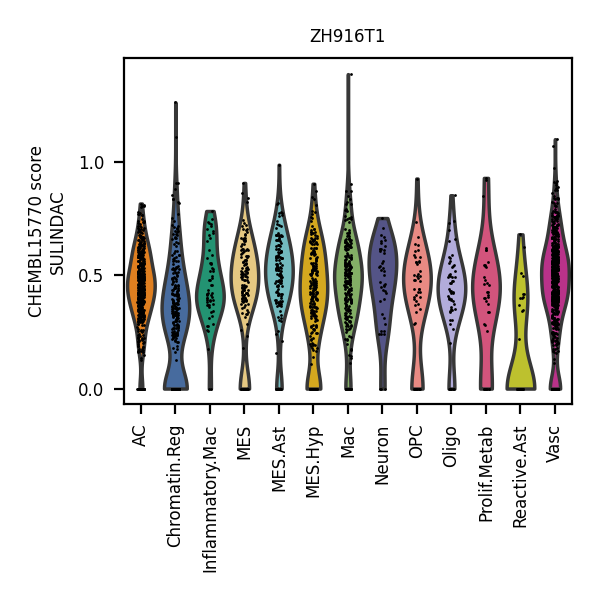 ZH916T1
CHEMBL15770 score
SULINDAC
1.0
0.5
0.0
AC
Chromatin.Reg
Inflammatory.Mac
MES
MES.Ast
MES.Hyp
Mac
Neuron
OPC
Oligo
Prolif.Metab
Reactive.Ast
Vasc